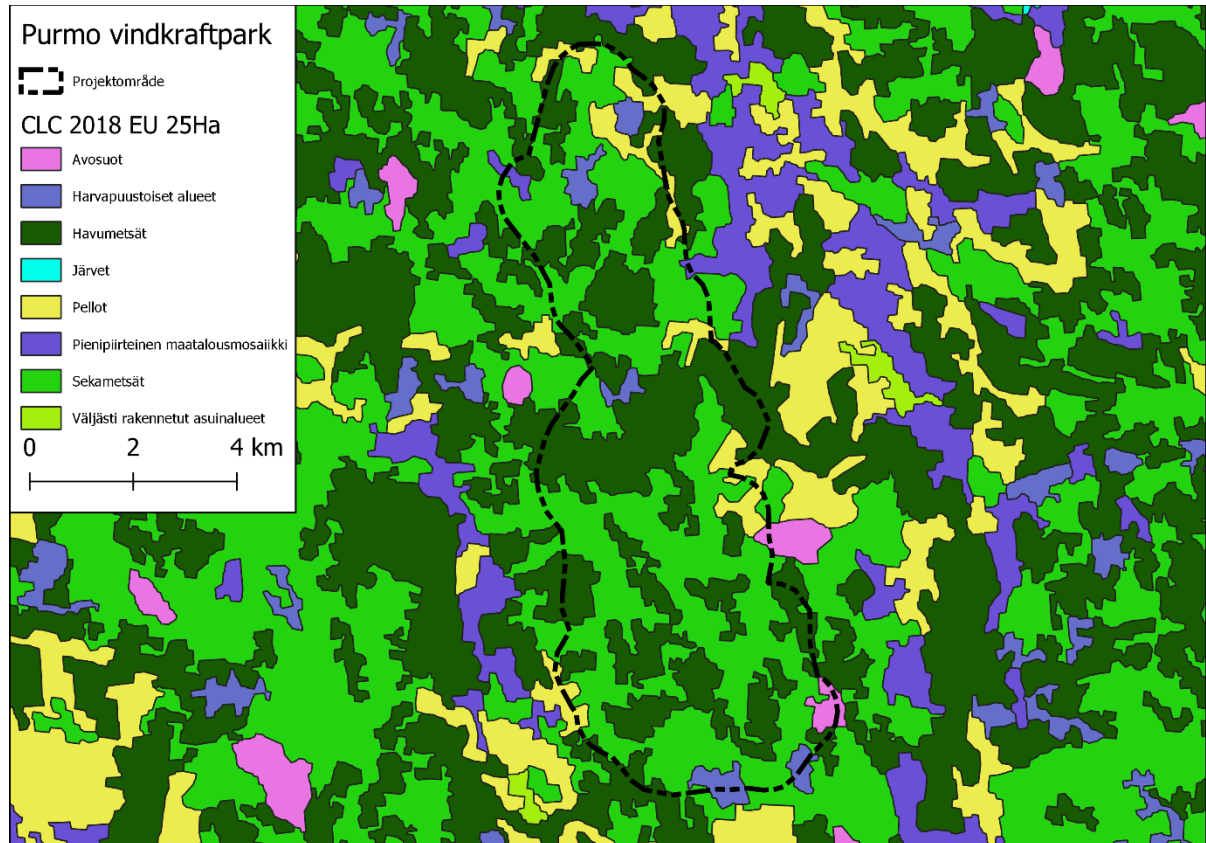 Purmo vindkraftpark
Projektområde
CLC 2018 EU 25Ha
Avosuot
Harvapuustoiset alueet
Havumetsät
Järvet
Pellot
Pienipiirteinen maatalousmosaiikki
Sekametsät
Väljästi rakennetut asuinalueet
0 2 4 km